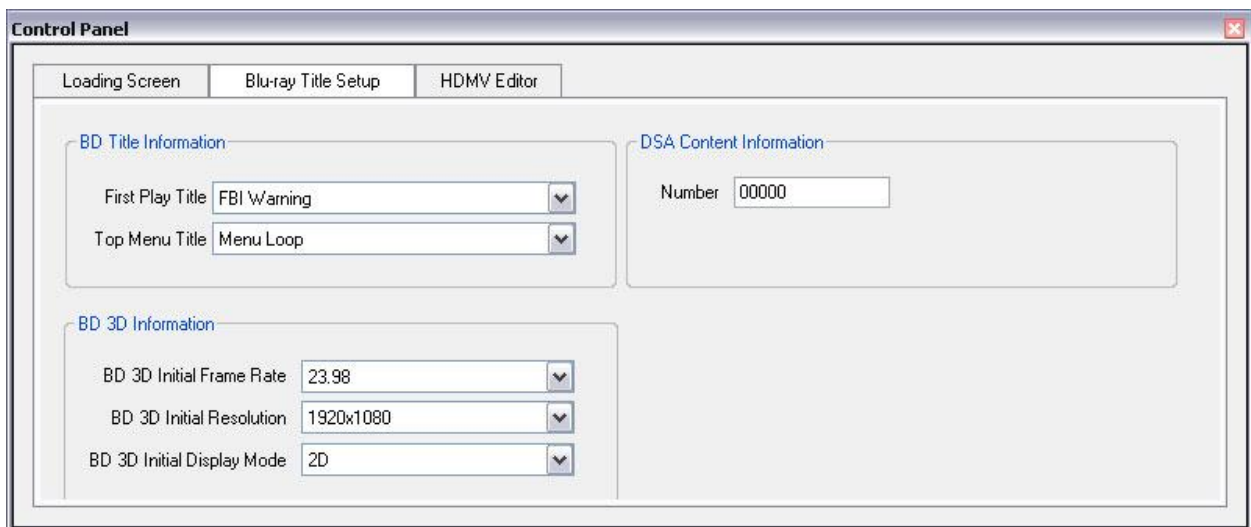 Control Panel
Loading Screen Blu-ray Title Setup HDMV Editor
BD Title Information
First Play Title FBI Warning
Top Menu Title Menu Loop
DSA Content Information
Number 00000
BD 3D Information
BD 3D Initial Frame Rate 23.98
BD 3D Initial Resolution 1920x1080
BD 3D Initial Display Mode 2D